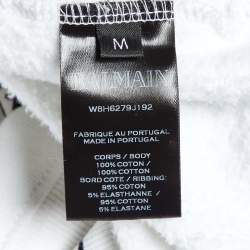 M
BALMAIN
WBH6279J192
FABRIQUE AU PORTUGAL
MADE IN PORTUGAL
CORPS / BODY
100% COTON /
100% COTTON
BORD COTE / RIBBING:
95% COTON
5% ELASTHANNE /
95% COTTON
5% ELASTANE